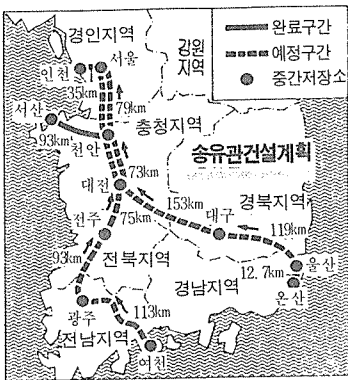 경인지역
강원
지역
완료구간
예정구간
중간저장소
인천
서울
35km
79km
서산
충청지역
93km
천안
송유관건설계획
73km
대전
경북지역
153km
대구
전주
75km
119km
93km
전북지역
울산
12.7km
경남지역
온산
광주
113km
전남지역
여천